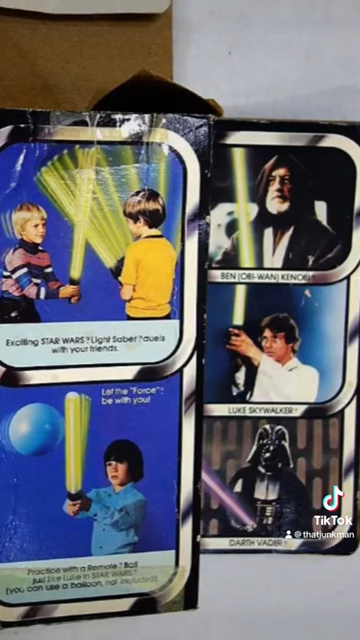 Exciting STAR WARS® Light Saber® duels
with your friends.
Let the "Force"®
be with you!
Practice with a Remote® Ball
just like Luke in STAR WARS®
(you can use a balloon, not included)
BEN (OBI-WAN) KENOBI®
LUKE SKYWALKER®
DARTH VADER®
TikTok
@thatjunkman